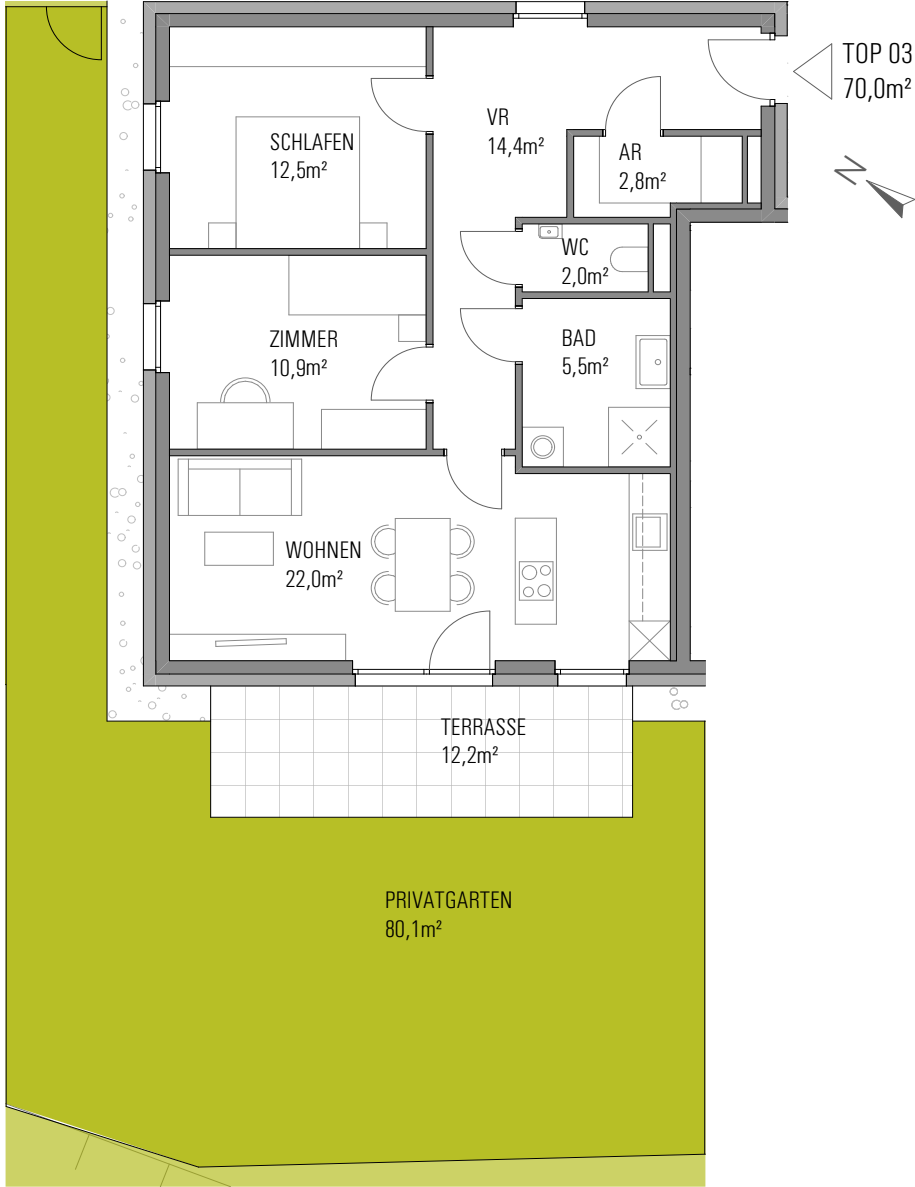 TOP 03
70,0m²
VR
14,4m²
SCHLAFEN
12,5m²
AR
2,8m²
N
WC
2,0m²
ZIMMER
10,9m²
BAD
5,5m²
WOHNEN
22,0m²
TERRASSE
12,2m²
PRIVATGARTEN
80,1m²